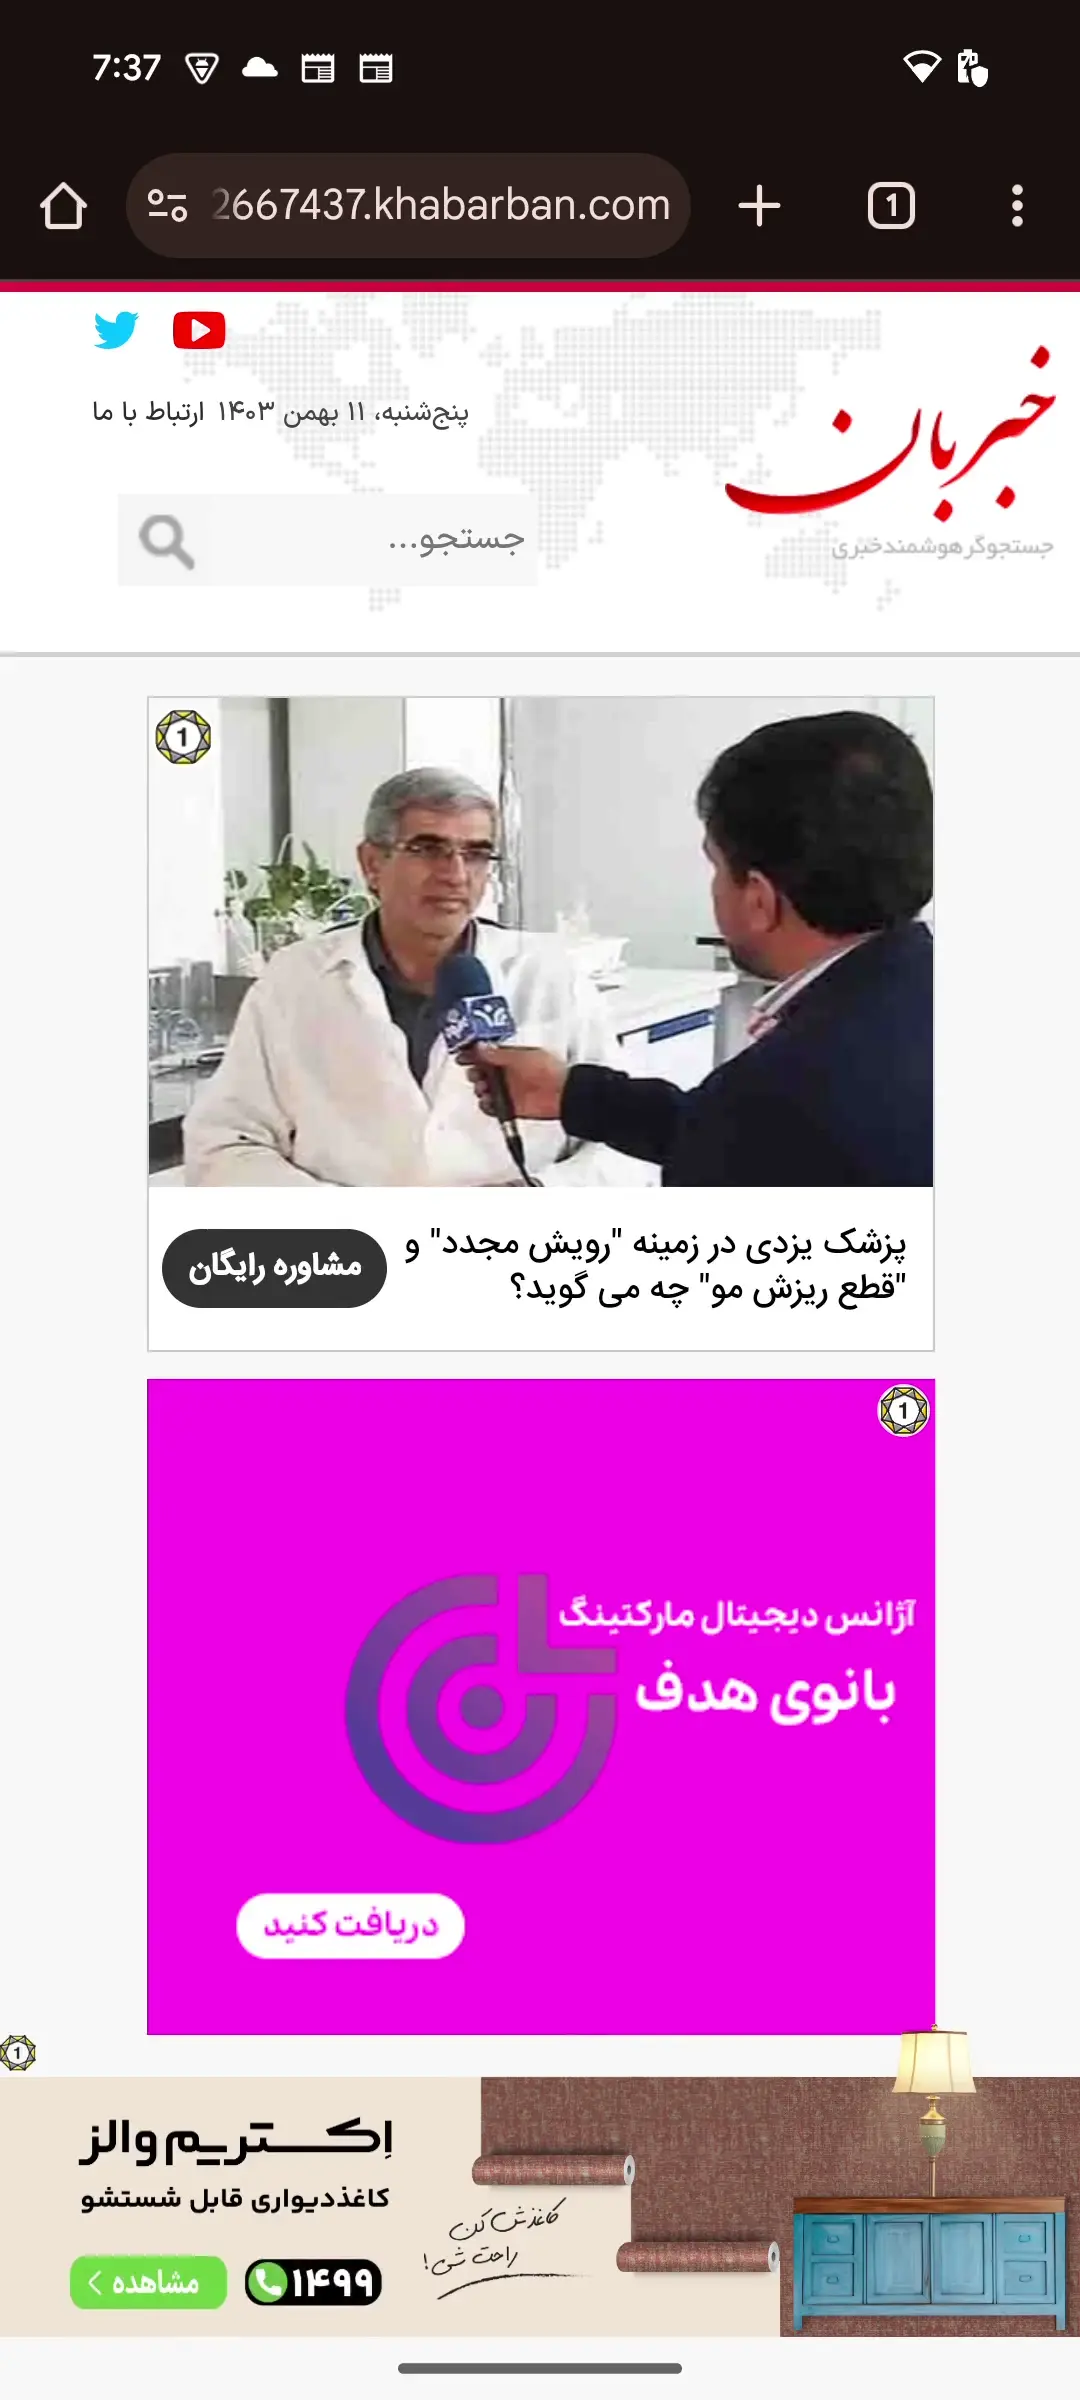 7:37
2667437.khabarban.com
1
پنج‌شنبه، ۱۱ بهمن ۱۴۰۳ ارتباط با ما
خبربان
جستجو...
جستجوگر هوشمند خبری
1
پزشک یزدی در زمینه "رویش مجدد" و
"قطع ریزش مو" چه می گوید؟
مشاوره رایگان
1
آژانس دیجیتال مارکتینگ
بانوی هدف
دریافت کنید
1
اِکستریم والز
کاغذدیواری قابل شستشو
کاغذش کن
راحت شی!
۱۴۹۹
مشاهده >